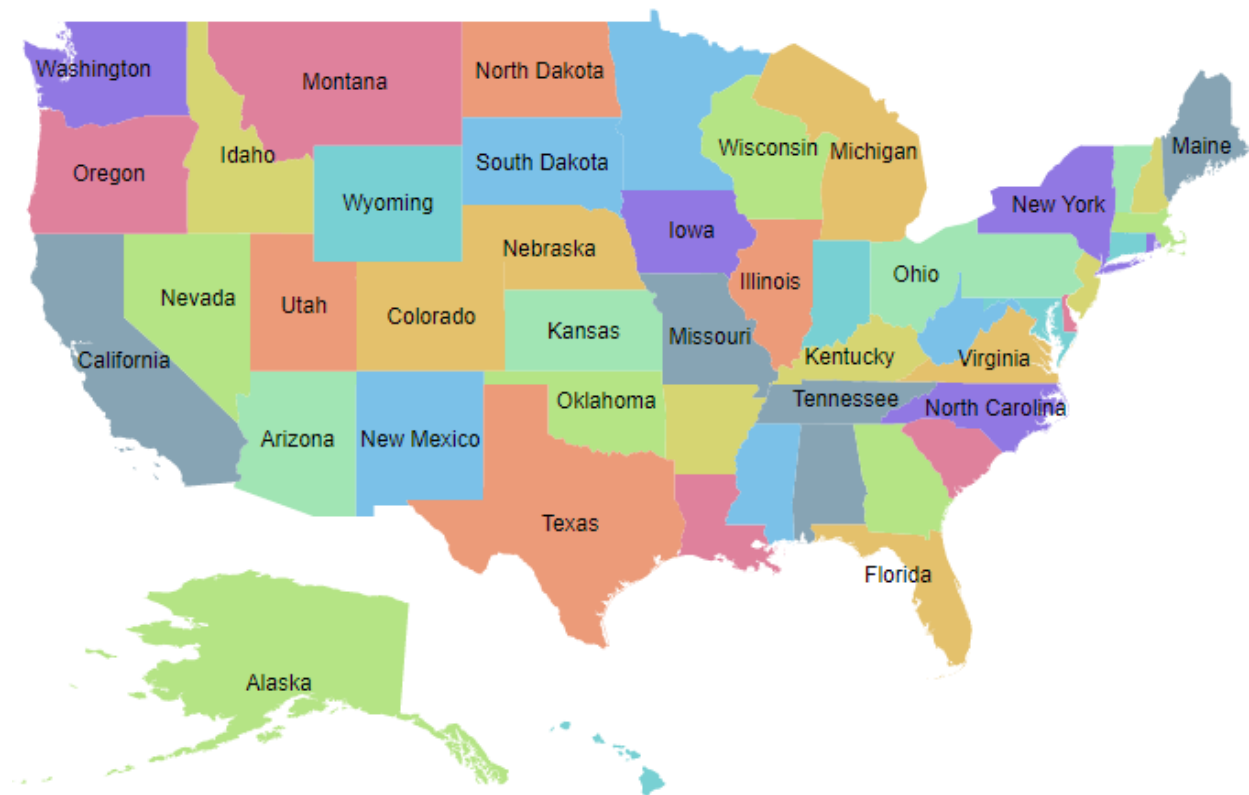 Washington
Montana
North Dakota
Maine
Wisconsin
Michigan
Idaho
South Dakota
Oregon
Wyoming
New York
Iowa
Nebraska
Ohio
Illinois
Nevada
Utah
Colorado
Kansas
Missouri
California
Kentucky
Virginia
Tennessee
Oklahoma
North Carolina
Arizona
New Mexico
Texas
Florida
Alaska